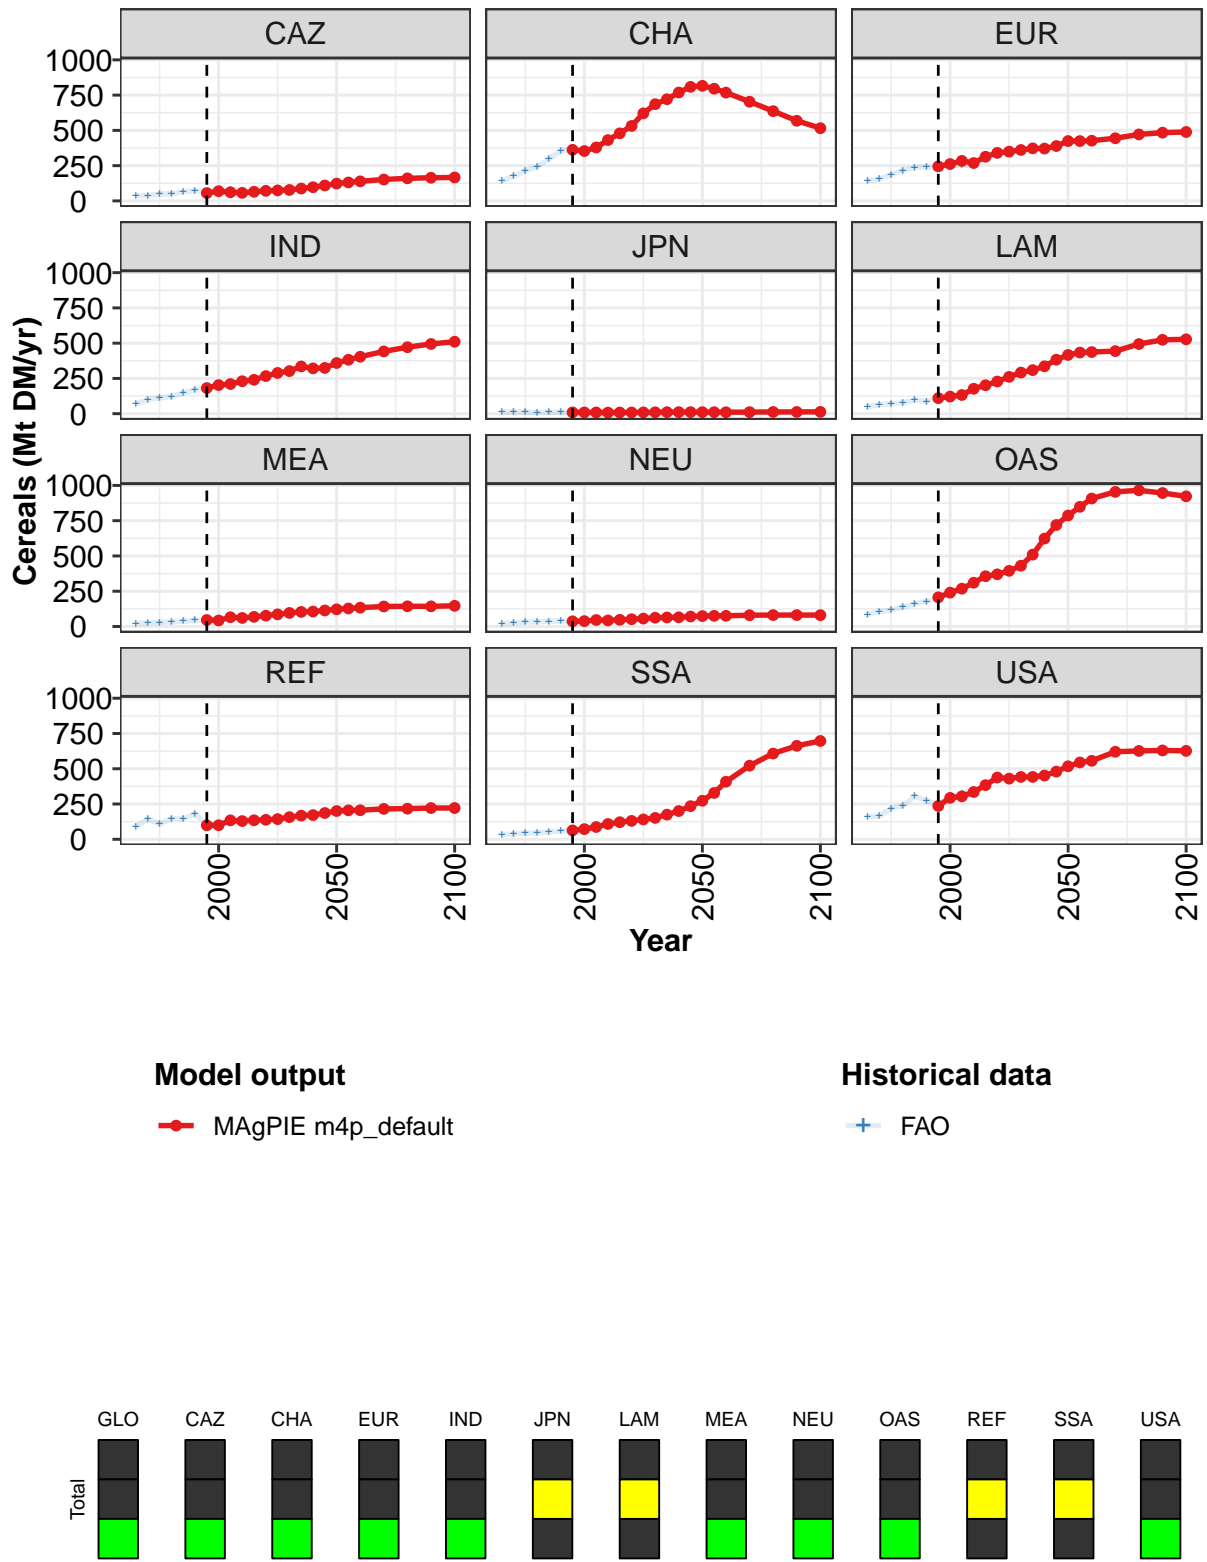 CAZ CHA EUR
1000
750
500
250
0
IND JPN LAM
1000
750
500
250
0
MEA NEU OAS
1000
750
500
250
0
REF SSA USA
1000
750
500
250
0
Cereals (Mt DM/yr)
2000 2050 2100 2000 2050 2100 2000 2050 2100
Year
Model output Historical data
MAgPIE m4p_default FAO
GLO CAZ CHA EUR IND JPN LAM MEA NEU OAS REF SSA USA
Total